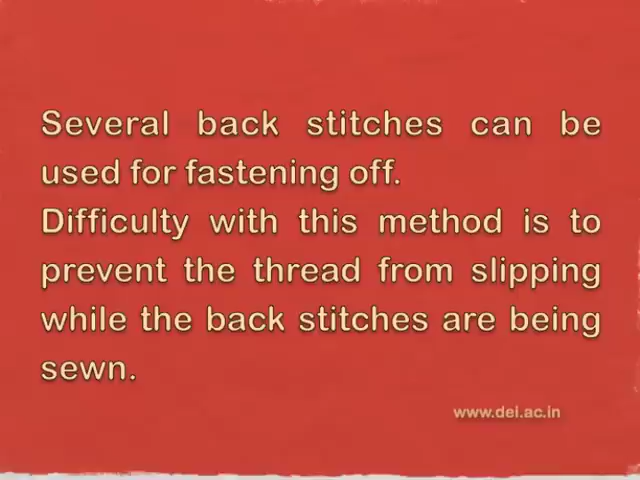 Several back stitches can be
used for fastening off.
Difficulty with this method is to
prevent the thread from slipping
while the back stitches are being
sewn.
www.dei.ac.in